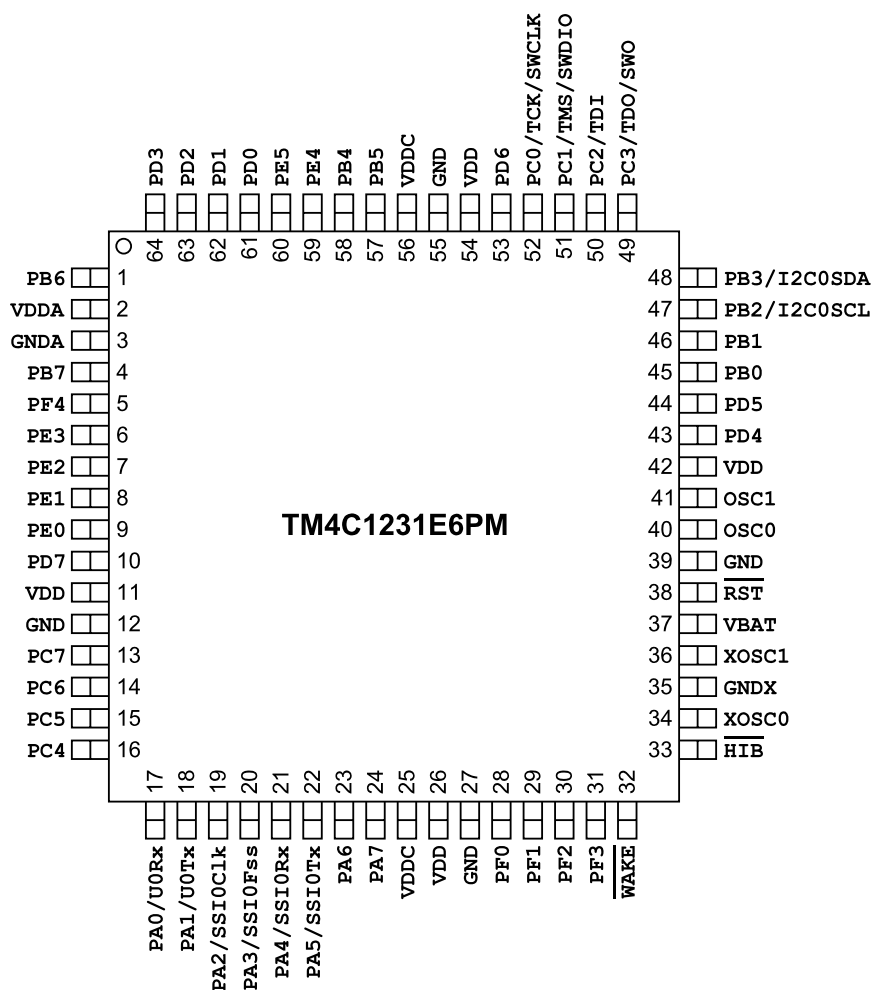 PC0/TCK/SWCLK
PC1/TMS/SWDIO
PC2/TDI
PC3/TDO/SWO
PD3
PD2
PD1
PD0
PE5
PE4
PB4
PB5
VDDC
GND
VDD
PD6
64
63
62
61
60
59
58
57
56
55
54
53
52
51
50
49
PB6 1
VDDA 2
GNDA 3
PB7 4
PF4 5
PE3 6
PE2 7
PE1 8
PE0 9
PD7 10
VDD 11
GND 12
PC7 13
PC6 14
PC5 15
PC4 16
TM4C1231E6PM
48 PB3/I2C0SDA
47 PB2/I2C0SCL
46 PB1
45 PB0
44 PD5
43 PD4
42 VDD
41 OSC1
40 OSC0
39 GND
38 RST
37 VBAT
36 XOSC1
35 GNDX
34 XOSC0
33 HIB
17
18
19
20
21
22
23
24
25
26
27
28
29
30
31
32
PA0/U0Rx
PA1/U0Tx
PA2/SSI0Clk
PA3/SSI0Fss
PA4/SSI0Rx
PA5/SSI0Tx
PA6
PA7
VDDC
VDD
GND
PF0
PF1
PF2
PF3
WAKE